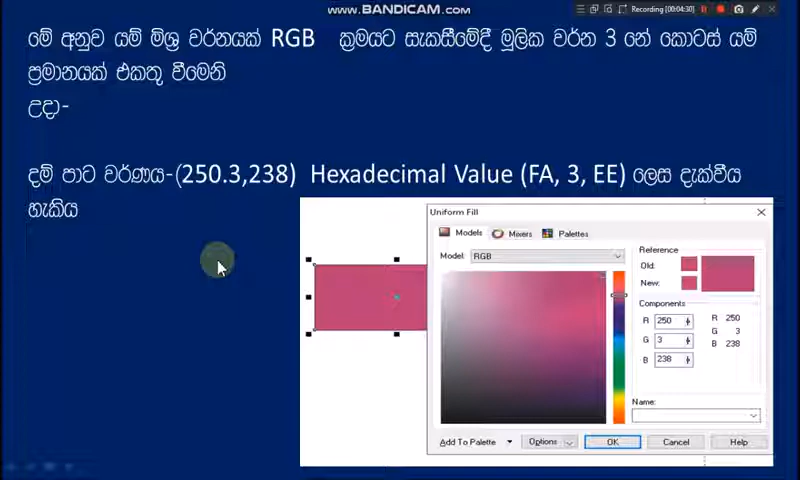 www.BANDICAM.com
Recording [00:04:30]
මේ අනුව යම් මිශ්‍ර වර්නයක් RGB ක්‍රමයට සැකසීමේදී මූලික වර්න 3 නේ කොටස් යම්
ප්‍රමානයක් එකතු වීමෙනි
උදා-
දම් පාට වර්ණය-(250.3,238) Hexadecimal Value (FA, 3, EE) ලෙස දැක්විය
හැකිය
Uniform Fill
Models Mixers Palettes
Model: RGB
Reference
Old:
New:
Components
R 250 R 250
G 3 G 3
B 238 B 238
Name:
Add To Palette Options OK Cancel Help